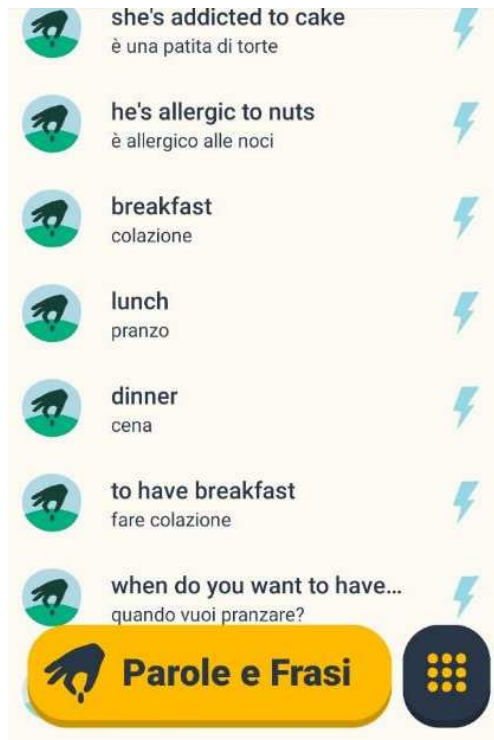 she's addicted to cake
è una patita di torte
he's allergic to nuts
è allergico alle noci
breakfast
colazione
lunch
pranzo
dinner
cena
to have breakfast
fare colazione
when do you want to have...
quando vuoi pranzare?
Parole e Frasi